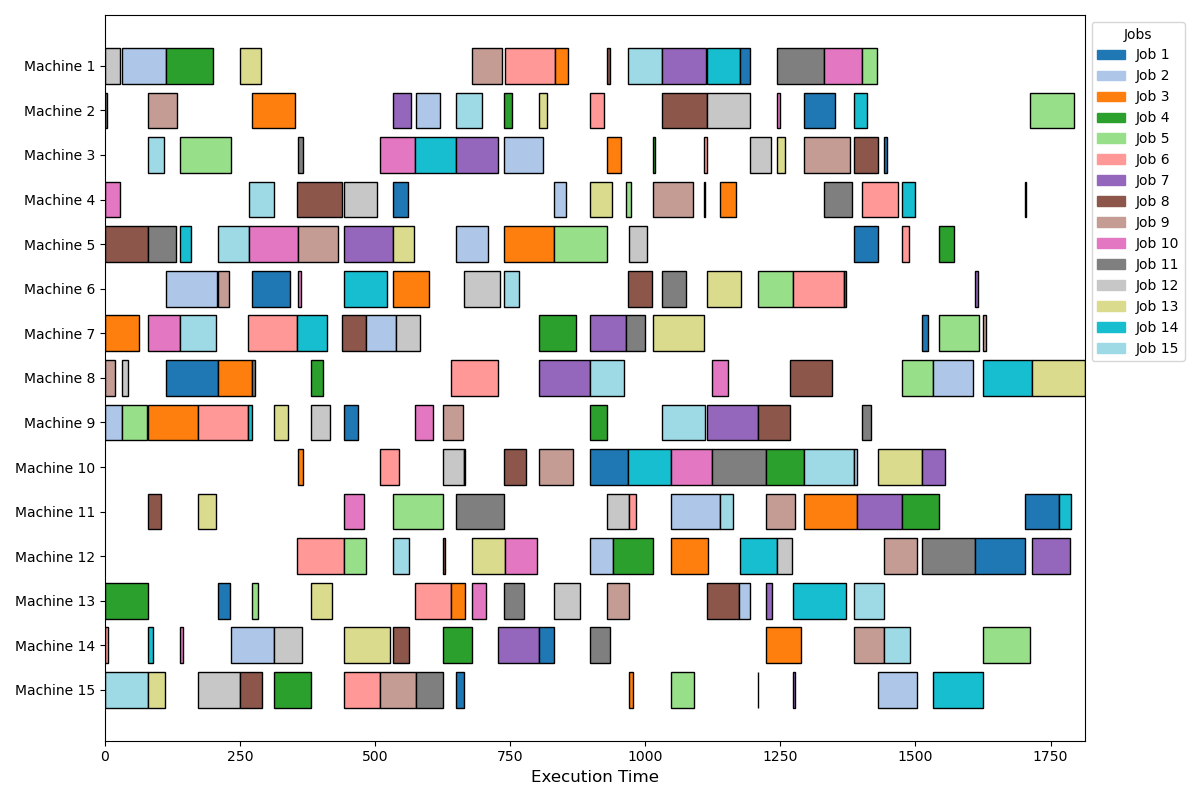 Machine 1
Machine 2
Machine 3
Machine 4
Machine 5
Machine 6
Machine 7
Machine 8
Machine 9
Machine 10
Machine 11
Machine 12
Machine 13
Machine 14
Machine 15
0 250 500 750 1000 1250 1500 1750
Execution Time
Jobs
Job 1
Job 2
Job 3
Job 4
Job 5
Job 6
Job 7
Job 8
Job 9
Job 10
Job 11
Job 12
Job 13
Job 14
Job 15